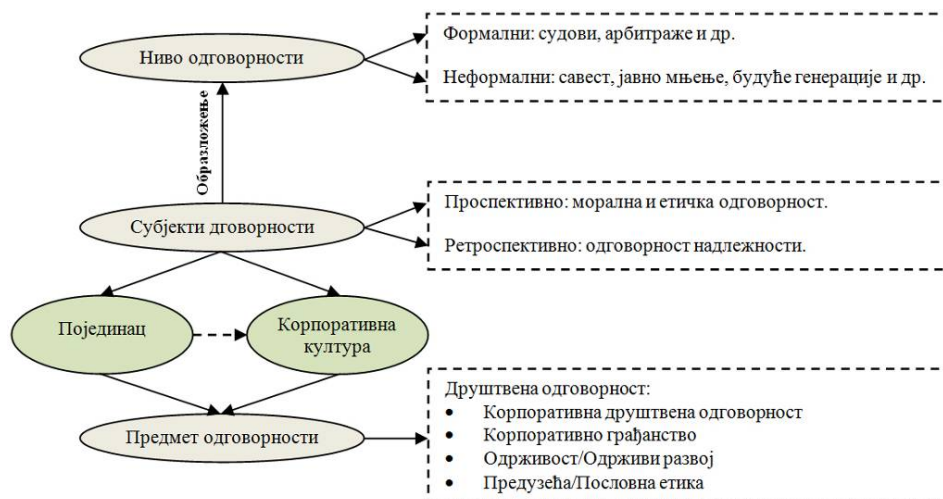 Ниво одговорности
Формални: судови, арбитраже и др.
Неформални: савест, јавно мњење, будуће генерације и др.
Образложење
Субјекти дговорности
Проспективно: морална и етичка одговорност.
Ретроспективно: одговорност надлежности.
Појединац
Корпоративна
култура
Предмет одговорности
Друштвена одговорност:
• Корпоративна друштвена одговорност
• Корпоративно грађанство
• Одрживост/Одрживи развој
• Предузећа/Пословна етика